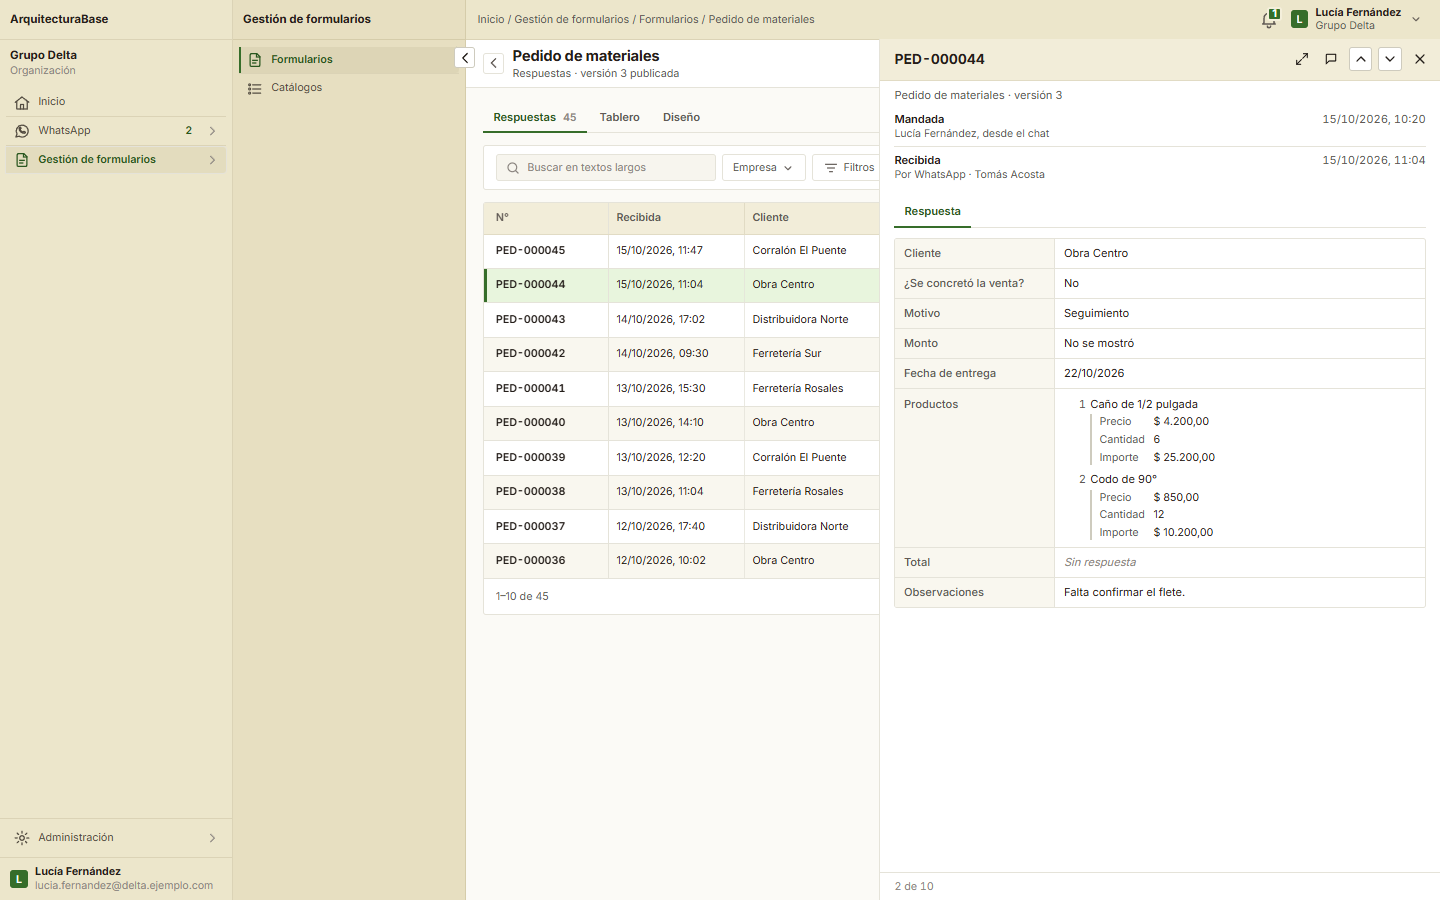 ArquitecturaBase
Grupo Delta
Organización
Inicio
WhatsApp 2
Gestión de formularios
Administración
L
Lucía Fernández
lucia.fernandez@delta.ejemplo.com
Gestión de formularios
Formularios
Catálogos
Inicio / Gestión de formularios / Formularios / Pedido de materiales
1
L
Lucía Fernández
Grupo Delta
Pedido de materiales
Respuestas · versión 3 publicada
Respuestas 45 Tablero Diseño
Buscar en textos largos Empresa Filtros
N° Recibida Cliente
PED-000045 15/10/2026, 11:47 Corralón El Puente
PED-000044 15/10/2026, 11:04 Obra Centro
PED-000043 14/10/2026, 17:02 Distribuidora Norte
PED-000042 14/10/2026, 09:30 Ferretería Sur
PED-000041 13/10/2026, 15:30 Ferretería Rosales
PED-000040 13/10/2026, 14:10 Obra Centro
PED-000039 13/10/2026, 12:20 Corralón El Puente
PED-000038 13/10/2026, 11:04 Ferretería Rosales
PED-000037 12/10/2026, 17:40 Distribuidora Norte
PED-000036 12/10/2026, 10:02 Obra Centro
1–10 de 45
PED-000044
Pedido de materiales · versión 3
Mandada 15/10/2026, 10:20
Lucía Fernández, desde el chat
Recibida 15/10/2026, 11:04
Por WhatsApp · Tomás Acosta
Respuesta
Cliente Obra Centro
¿Se concretó la venta? No
Motivo Seguimiento
Monto No se mostró
Fecha de entrega 22/10/2026
Productos 1 Caño de 1/2 pulgada
Precio $ 4.200,00
Cantidad 6
Importe $ 25.200,00
2 Codo de 90°
Precio $ 850,00
Cantidad 12
Importe $ 10.200,00
Total Sin respuesta
Observaciones Falta confirmar el flete.
2 de 10